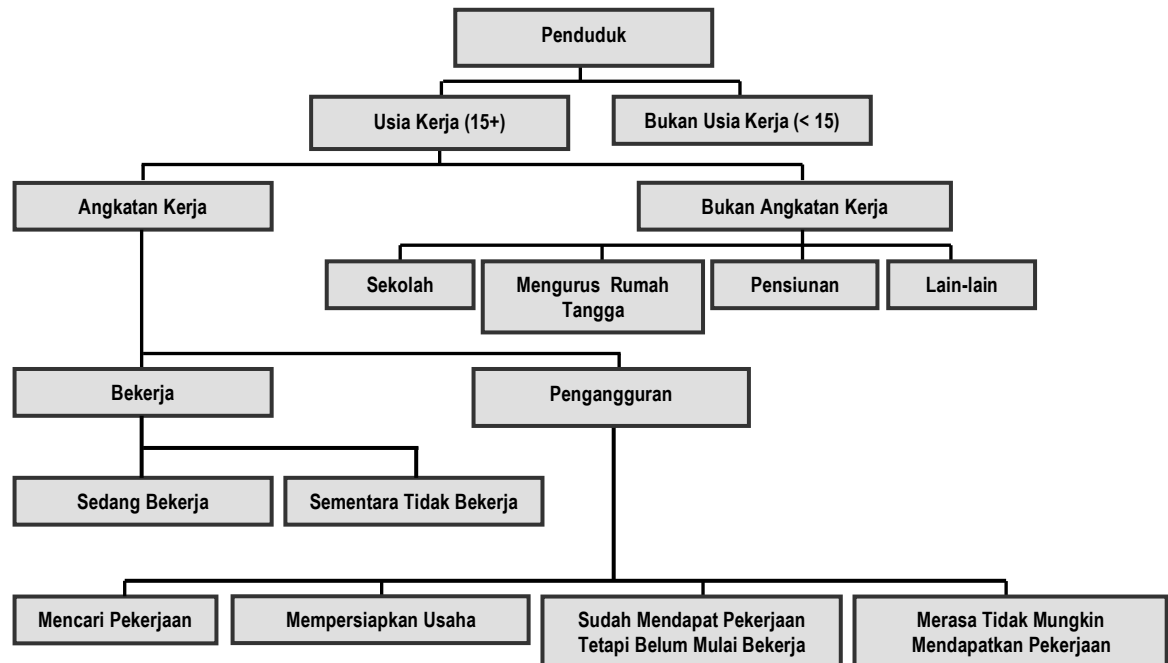 Penduduk
Usia Kerja (15+)
Bukan Usia Kerja (< 15)
Angkatan Kerja
Bukan Angkatan Kerja
Sekolah
Mengurus Rumah
Tangga
Pensiunan
Lain-lain
Bekerja
Pengangguran
Sedang Bekerja
Sementara Tidak Bekerja
Mencari Pekerjaan
Mempersiapkan Usaha
Sudah Mendapat Pekerjaan
Tetapi Belum Mulai Bekerja
Merasa Tidak Mungkin
Mendapatkan Pekerjaan